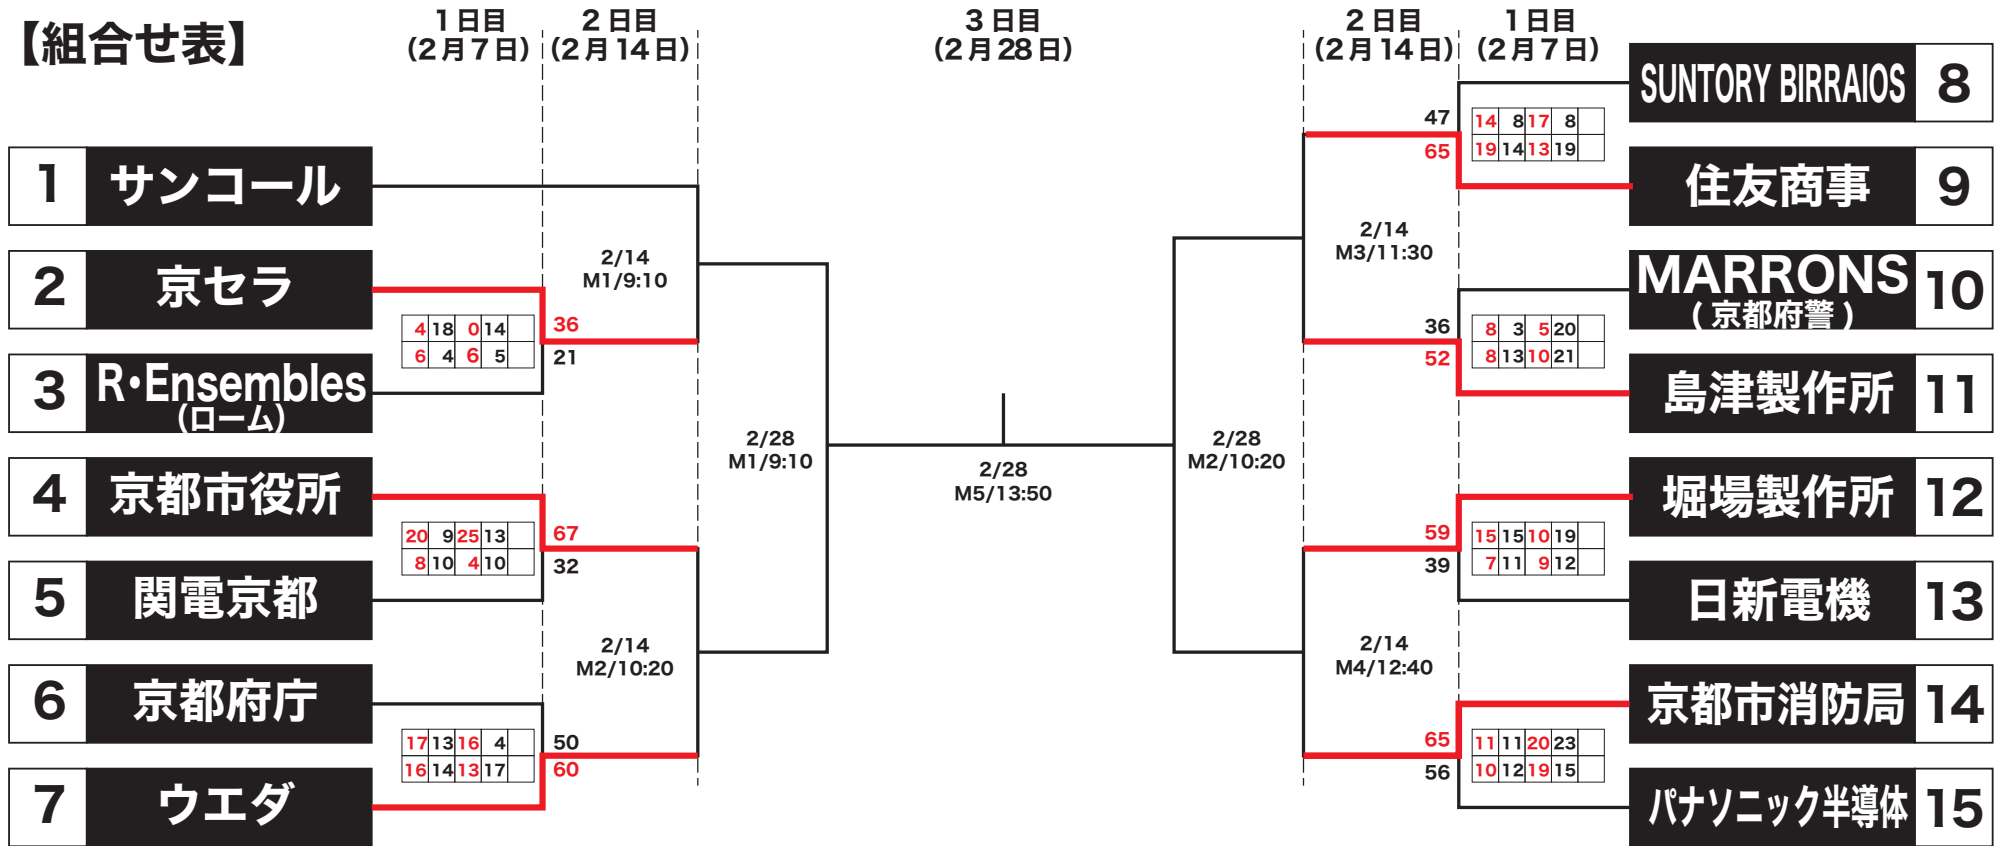 【組合せ表】
1日目
(2月7日)
2日目
(2月14日)
3日目
(2月28日)
2日目
(2月14日)
1日目
(2月7日)
1 サンコール
2 京セラ
3 R・Ensembles
(ローム)
4 京都市役所
5 関電京都
6 京都府庁
7 ウエダ
4 18 0 14
6 4 6 5
36
21
20 9 25 13
8 10 4 10
67
32
17 13 16 4
16 14 13 17
50
60
2/14
M1/9:10
2/14
M2/10:20
2/28
M1/9:10
2/28
M5/13:50
2/28
M2/10:20
2/14
M3/11:30
2/14
M4/12:40
47
65
14 8 17 8
19 14 13 19
36
52
8 3 5 20
8 13 10 21
59
39
15 15 10 19
7 11 9 12
65
56
11 11 20 23
10 12 19 15
SUNTORY BIRRAIOS 8
住友商事 9
MARRONS 10
(京都府警)
島津製作所 11
堀場製作所 12
日新電機 13
京都市消防局 14
パナソニック半導体 15